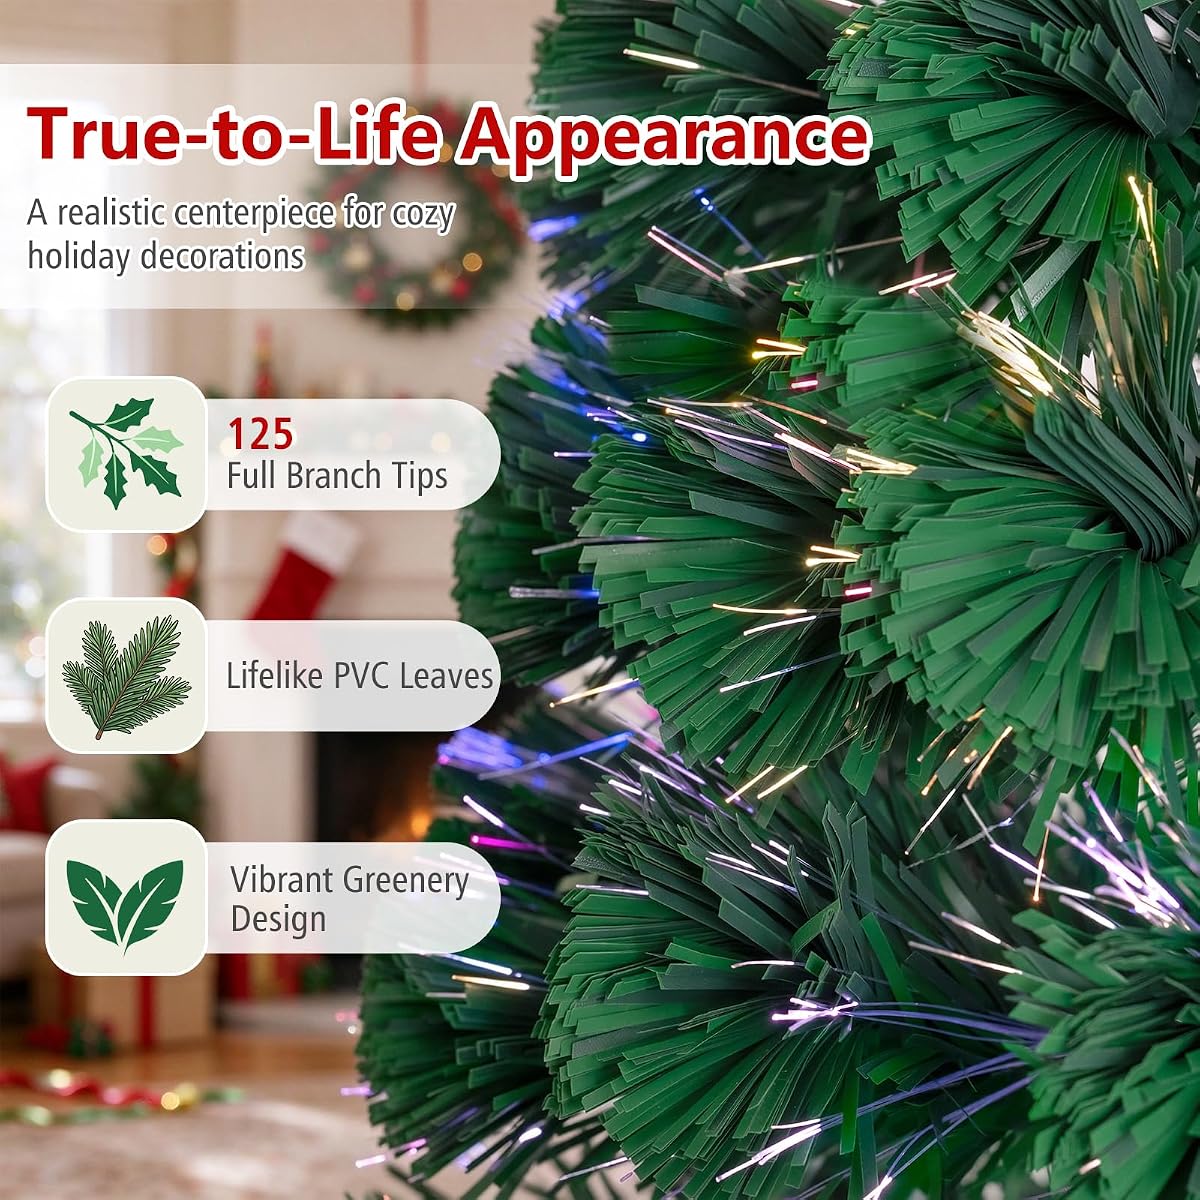 True-to-Life Appearance
A realistic centerpiece for cozy
holiday decorations
125
Full Branch Tips
Lifelike PVC Leaves
Vibrant Greenery
Design